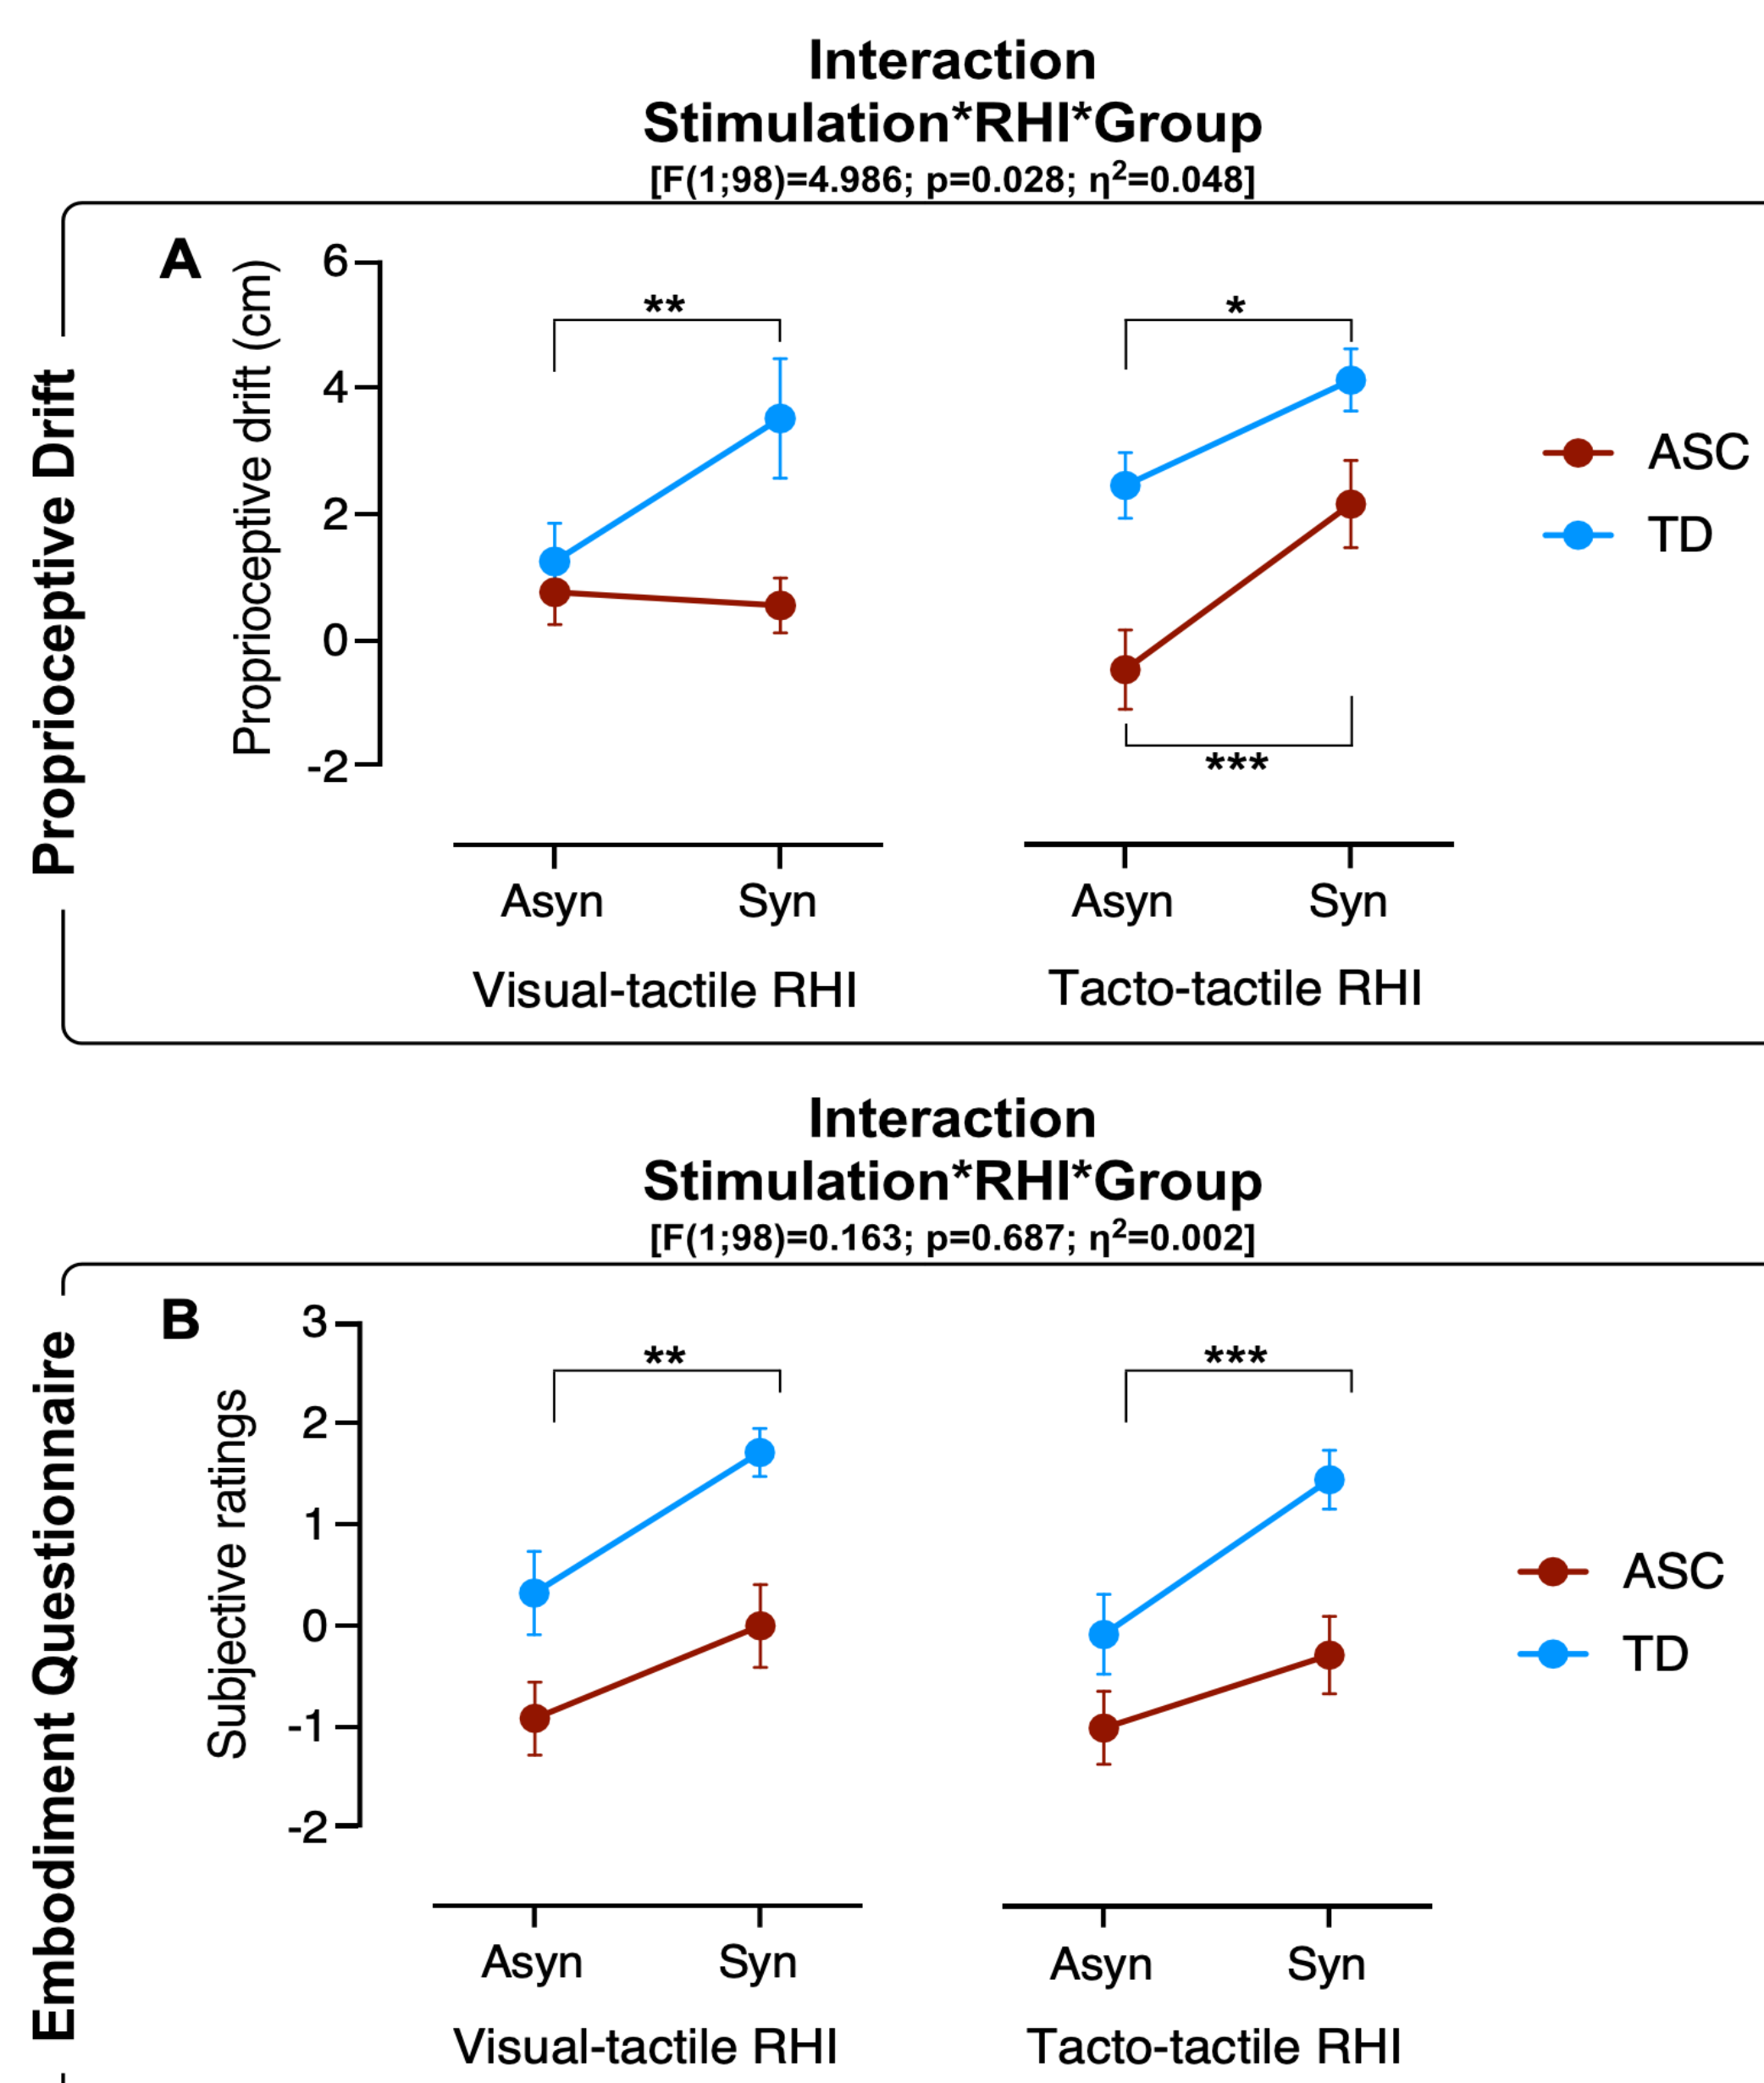 Interaction
Stimulation*RHI*Group
[F(1;98)=4.986; p=0.028; η²=0.048]
Proprioceptive Drift
A
Proprioceptive drift (cm)
6
4
2
0
-2
**
*
***
ASC
TD
Asyn Syn
Asyn Syn
Visual-tactile RHI
Tacto-tactile RHI
Interaction
Stimulation*RHI*Group
[F(1;98)=0.163; p=0.687; η²=0.002]
Embodiment Questionnaire
B
Subjective ratings
3
2
1
0
-1
-2
**
***
ASC
TD
Asyn Syn
Asyn Syn
Visual-tactile RHI
Tacto-tactile RHI